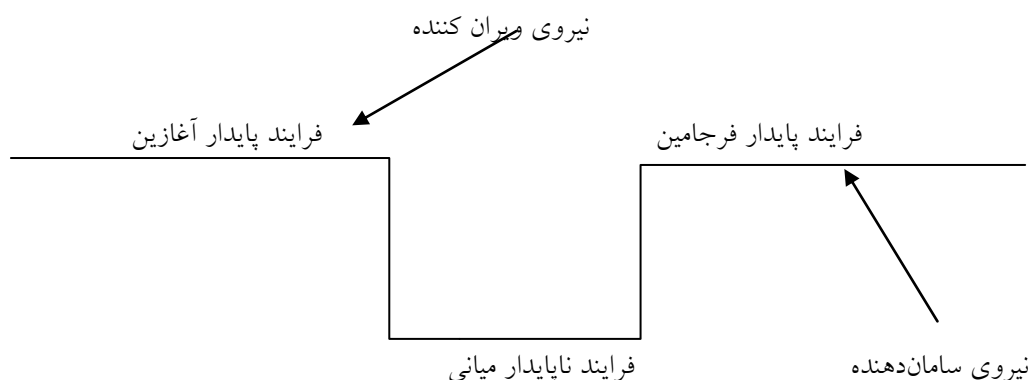 نیروی ویران کننده
فرایند پایدار فرجامین
فرایند پایدار آغازین
نیروی سامان‌دهنده
فرایند ناپایدار میانی